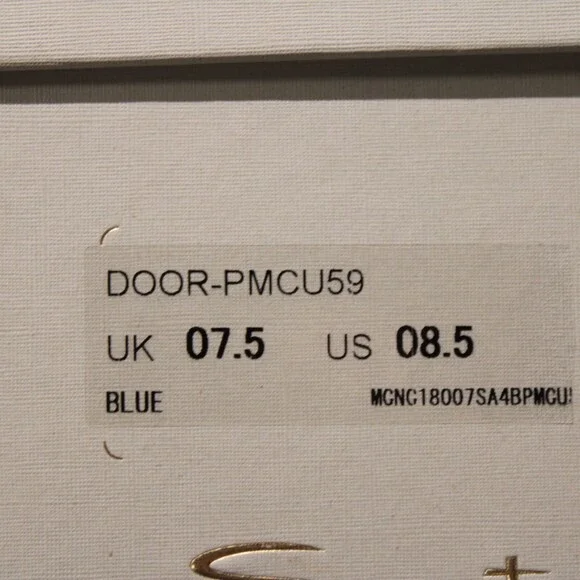 DOOR-PMCU59
UK 07.5 US 08.5
BLUE MCNC18007SA4BPMCU